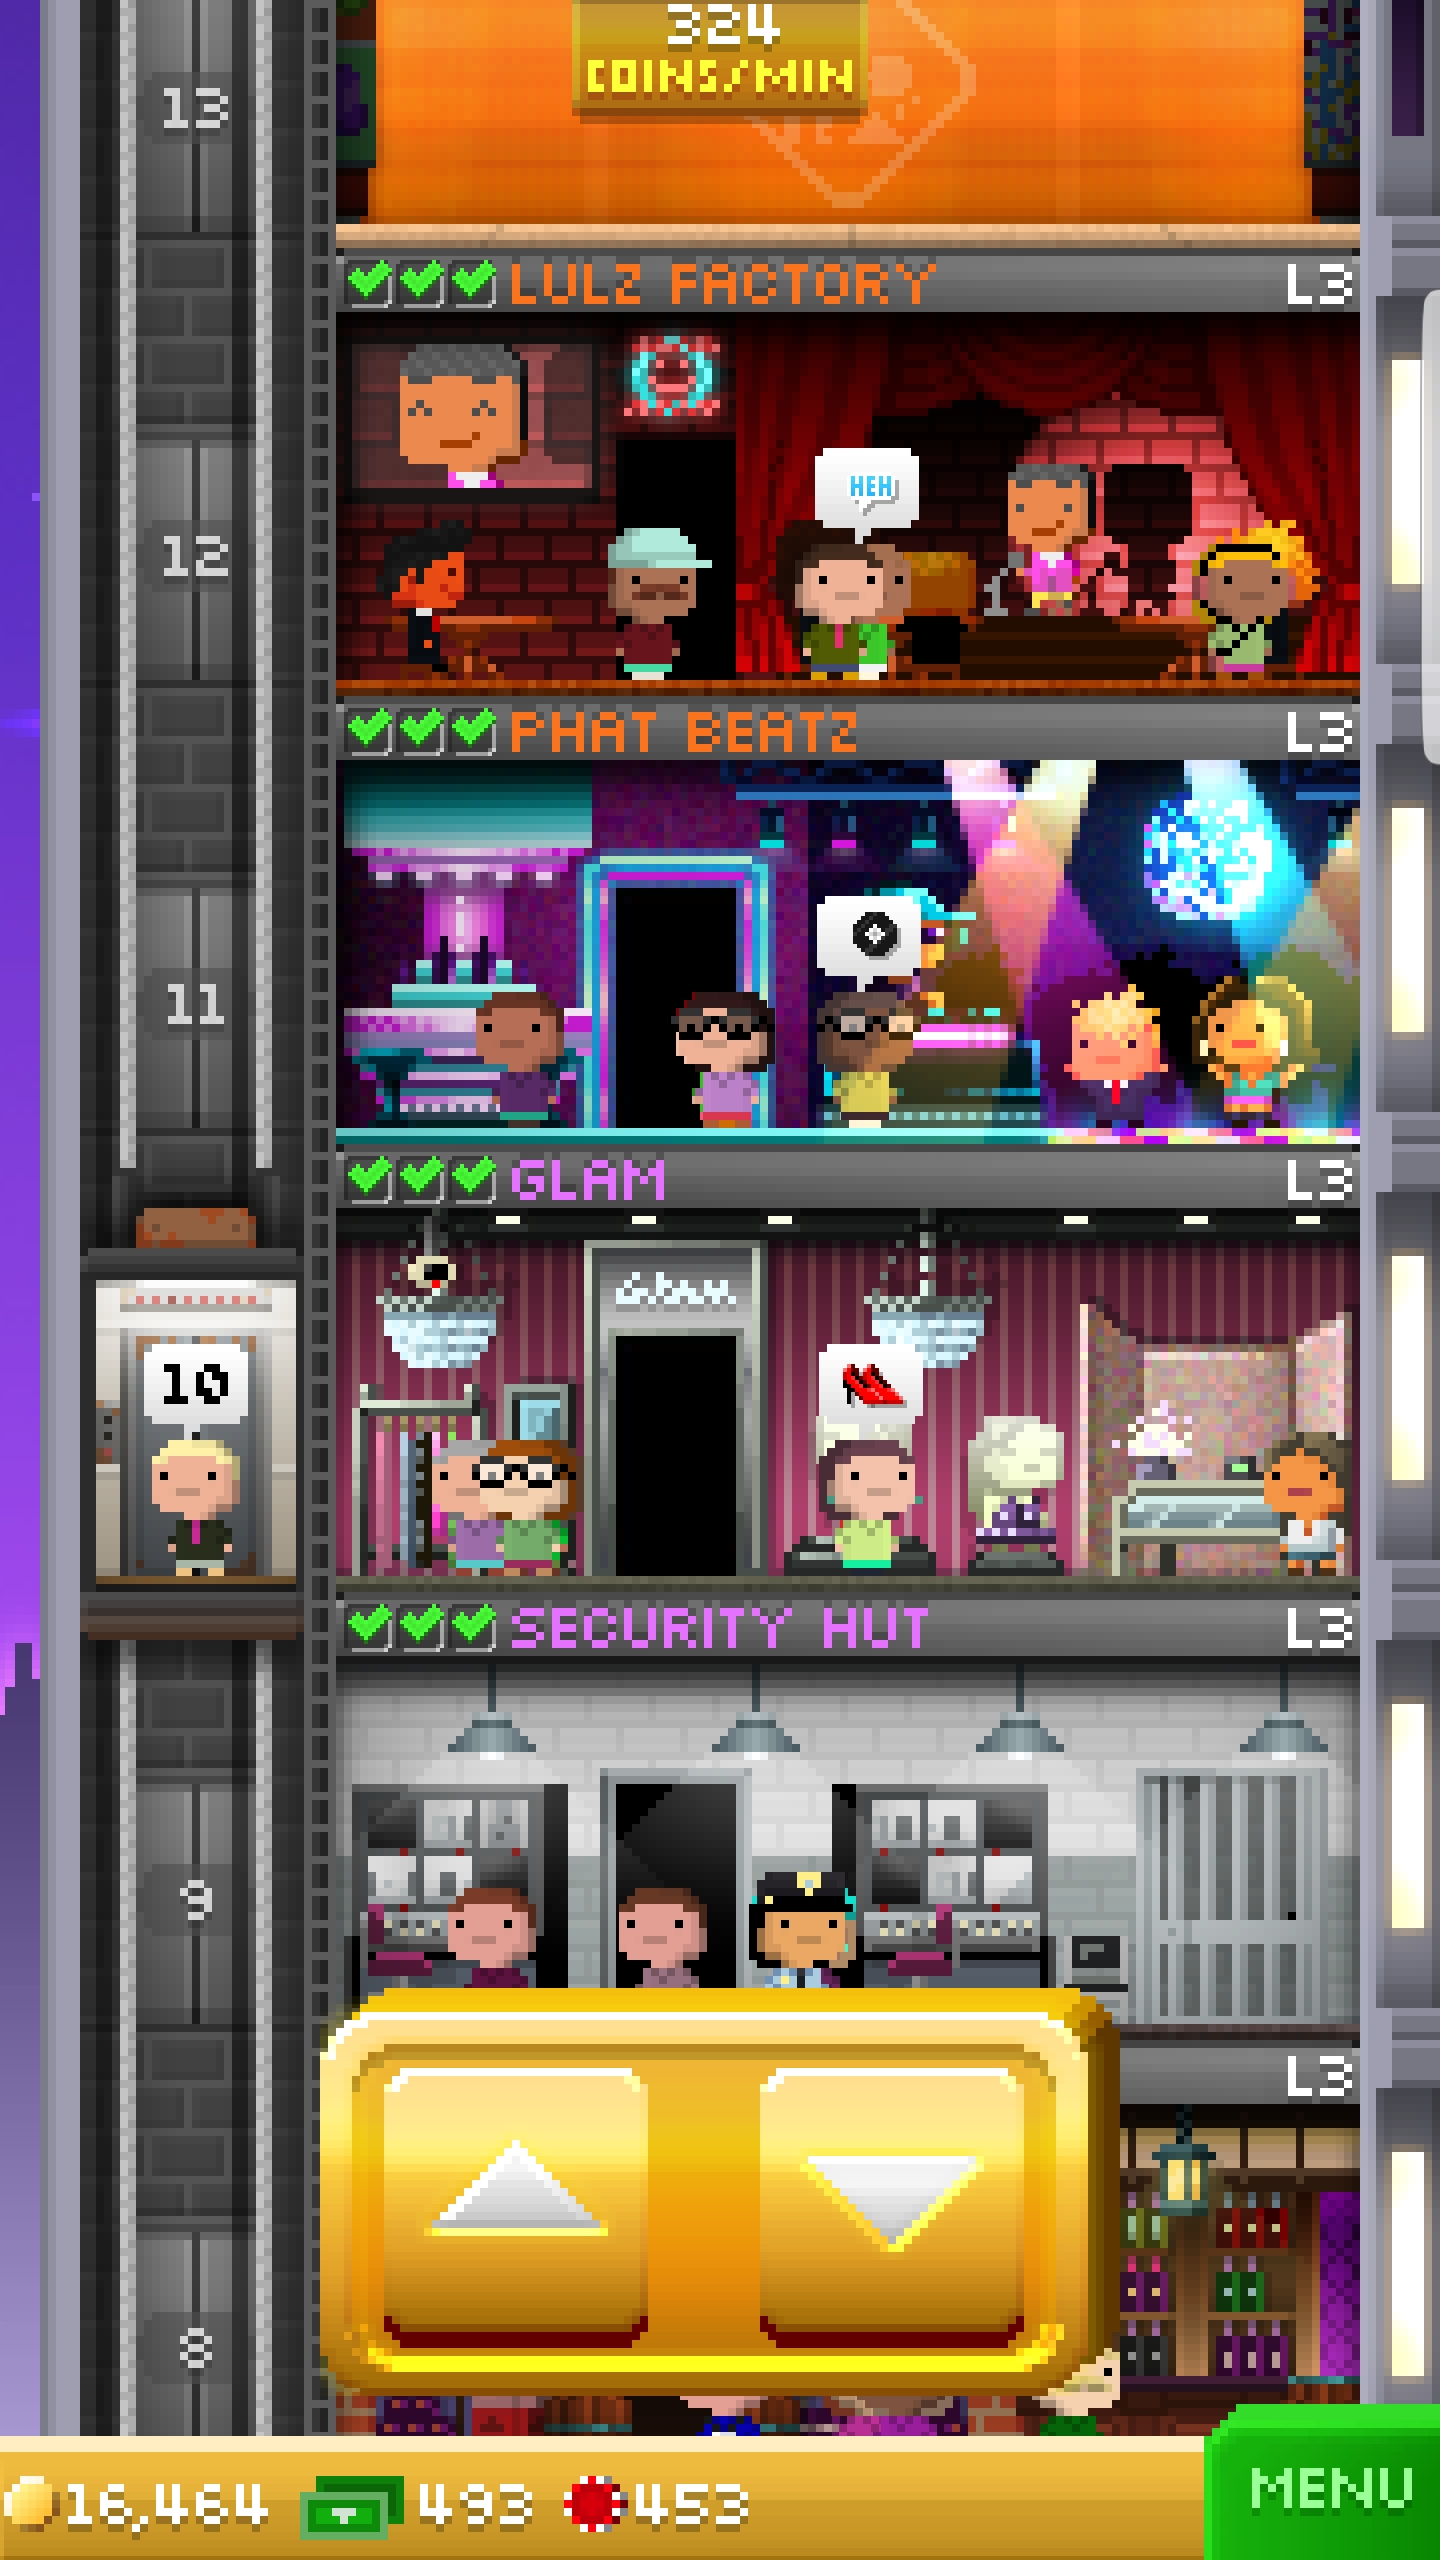 324
COINS/MIN
13
LULZ FACTORY L3
HEH
12
PHAT BEATZ L3
11
GLAM L3
Glam
10
SECURITY HUT L3
9
L3
8
16,464 493 453
MENU